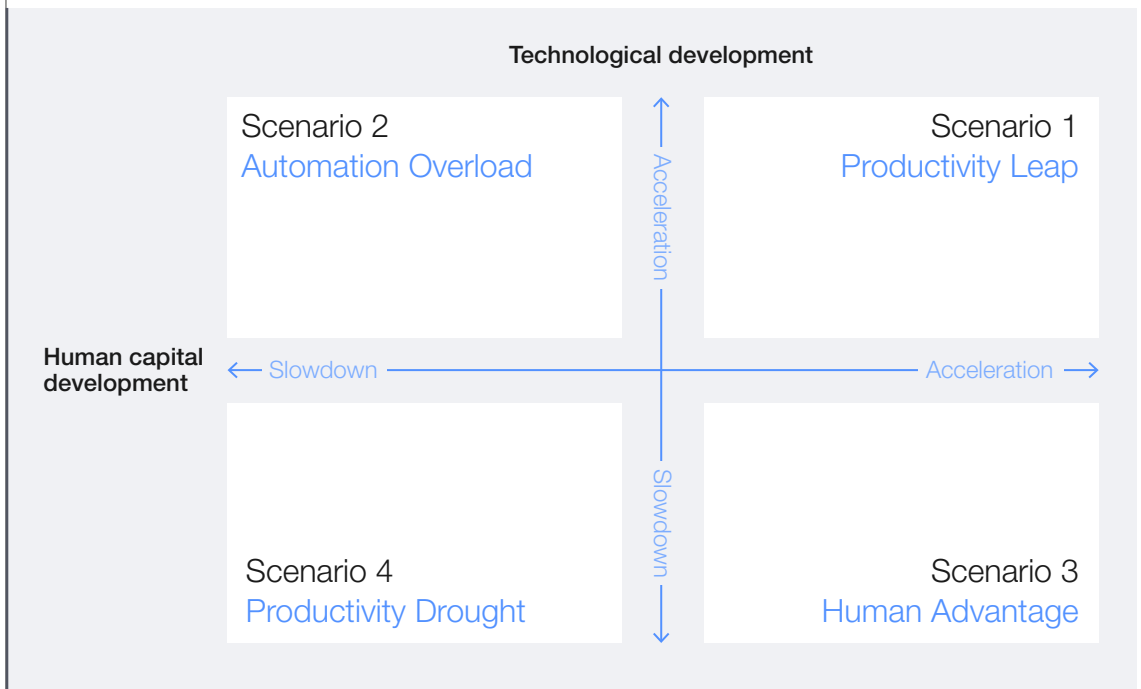 Technological development
Scenario 2
Automation Overload
Acceleration
Scenario 1
Productivity Leap
Human capital
development
Slowdown
Acceleration
Scenario 4
Productivity Drought
Slowdown
Scenario 3
Human Advantage